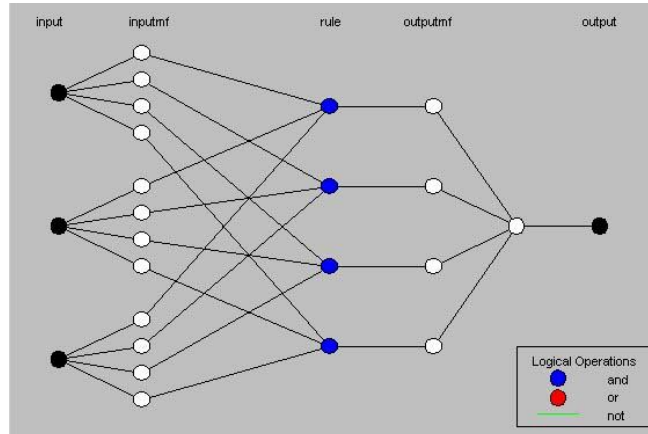 input inputmf rule outputmf output
Logical Operations
and
or
not